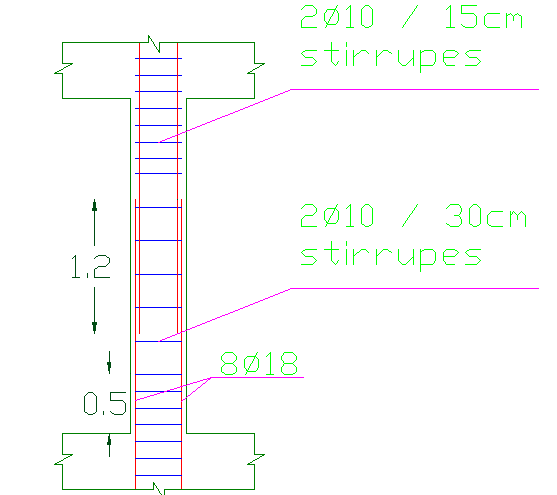 2ø10 / 15cm
stirrupes
2ø10 / 30cm
stirrupes
1.2
8ø18
0.5